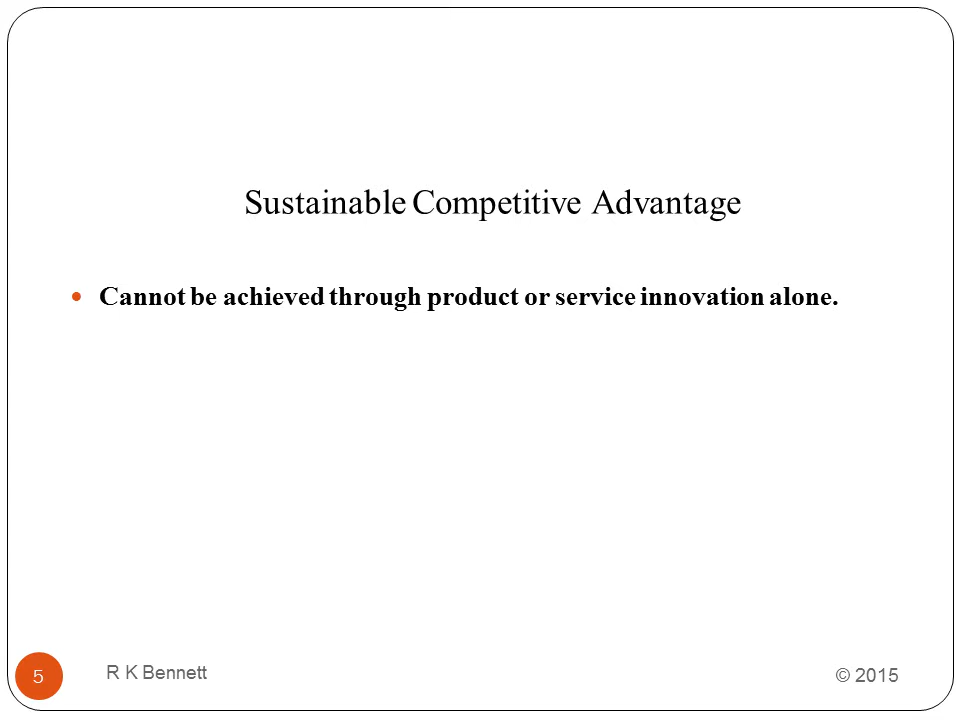 Sustainable Competitive Advantage
• Cannot be achieved through product or service innovation alone.
5
R K Bennett
© 2015